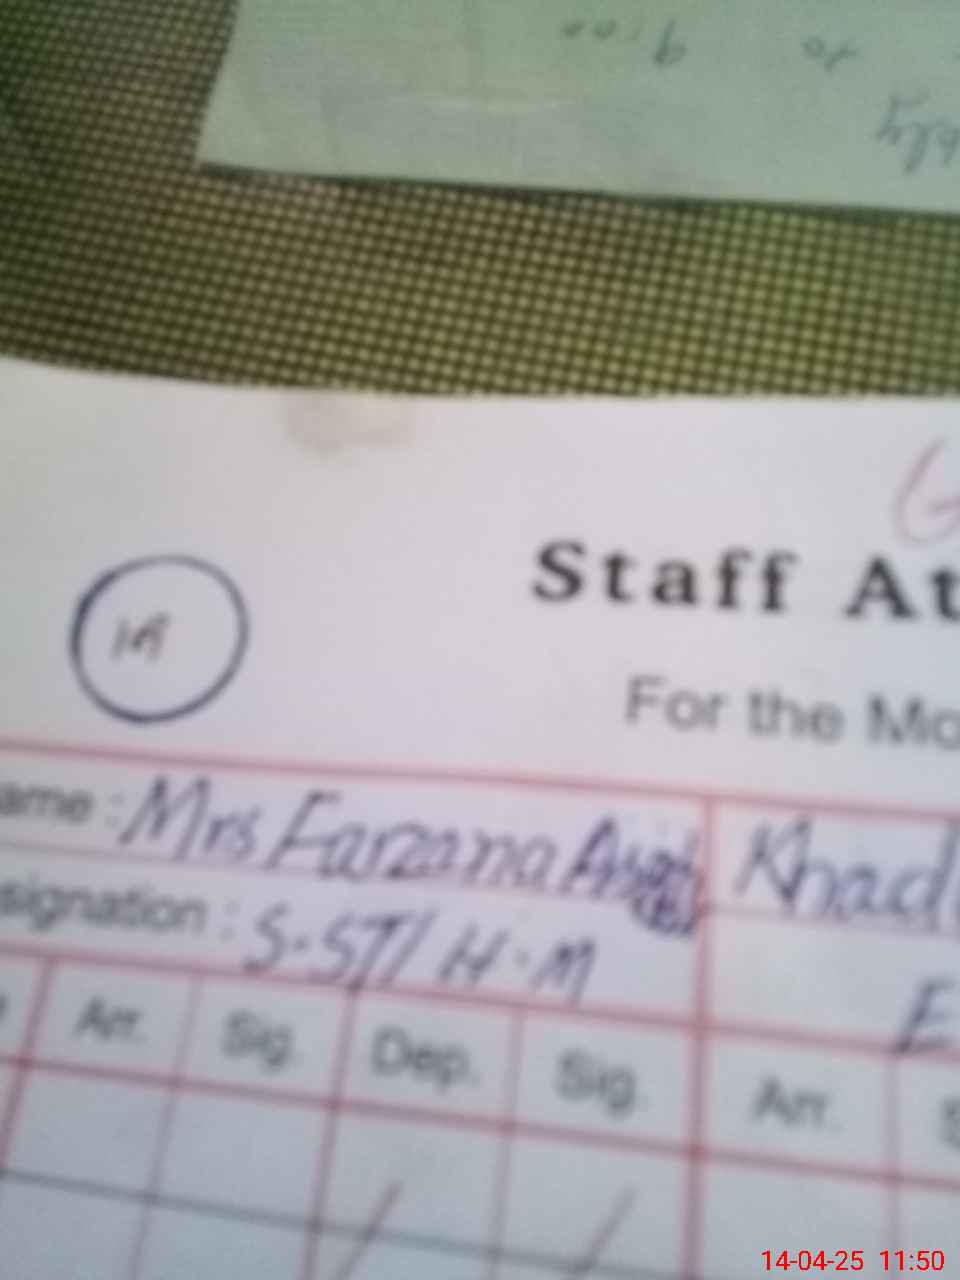 Staff At
For the Mo
ame : Mrs Farzana Khad
signation : S.ST/ H.M E
Arr. Sig. Dep. Sig. Arr. S
14-04-25 11:50